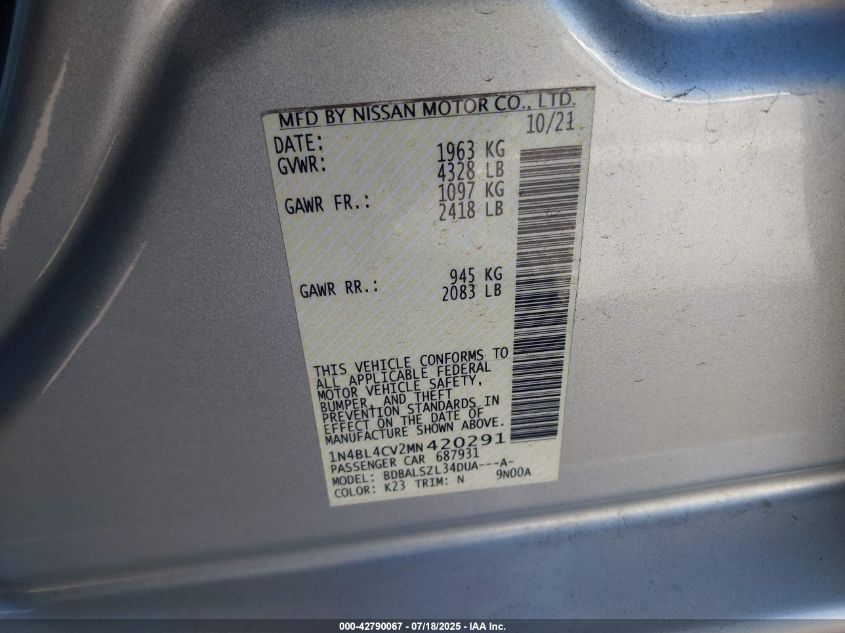 MFD BY NISSAN MOTOR CO., LTD.
DATE: 10/21
GVWR: 1963 KG
4328 LB
GAWR FR.: 1097 KG
2418 LB
GAWR RR.: 945 KG
2083 LB
THIS VEHICLE CONFORMS TO
ALL APPLICABLE FEDERAL
MOTOR VEHICLE SAFETY,
BUMPER, AND THEFT
PREVENTION STANDARDS IN
EFFECT ON THE DATE OF
MANUFACTURE SHOWN ABOVE.
1N4BL4CV2MN420291
PASSENGER CAR 687931
MODEL: BDBALSZL34DUA---A-
COLOR: K23 TRIM: N 9N00A
000-42790067 - 07/18/2025 - IAA Inc.